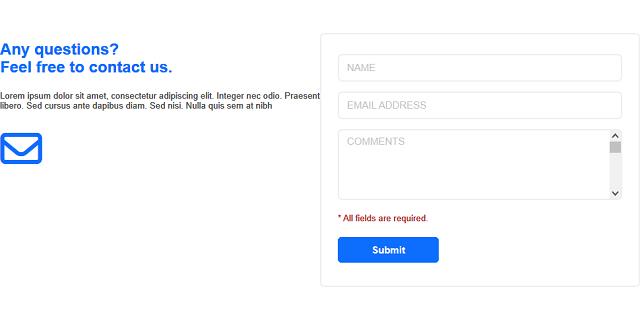 Any questions?
Feel free to contact us.
Lorem ipsum dolor sit amet, consectetur adipiscing elit. Integer nec odio. Praesent
libero. Sed cursus ante dapibus diam. Sed nisi. Nulla quis sem at nibh
NAME
EMAIL ADDRESS
COMMENTS
* All fields are required.
Submit